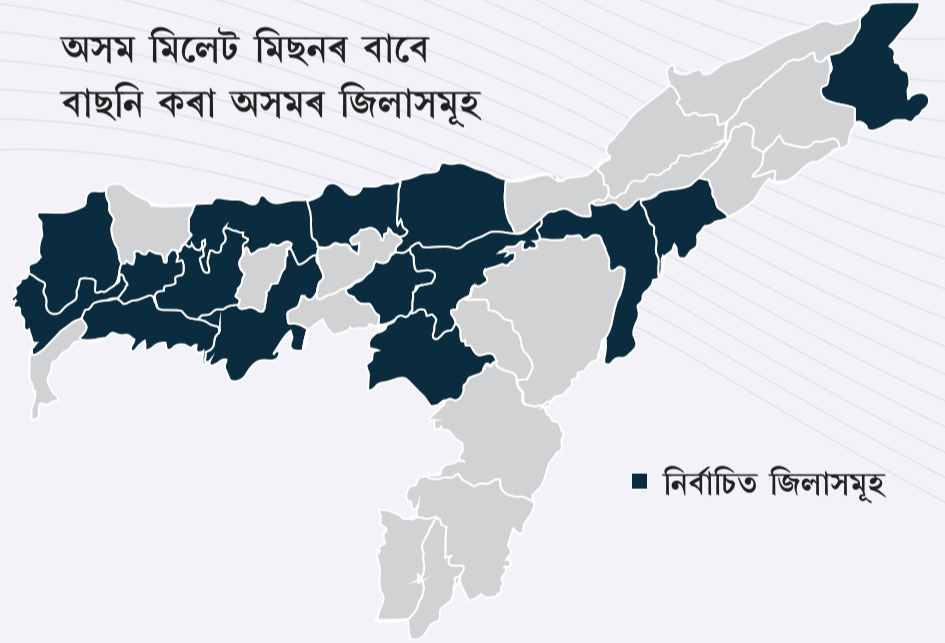 অসম মিলেট মিছনৰ বাবে
বাছনি কৰা অসমৰ জিলাসমূহ
নিৰ্বাচিত জিলাসমূহ